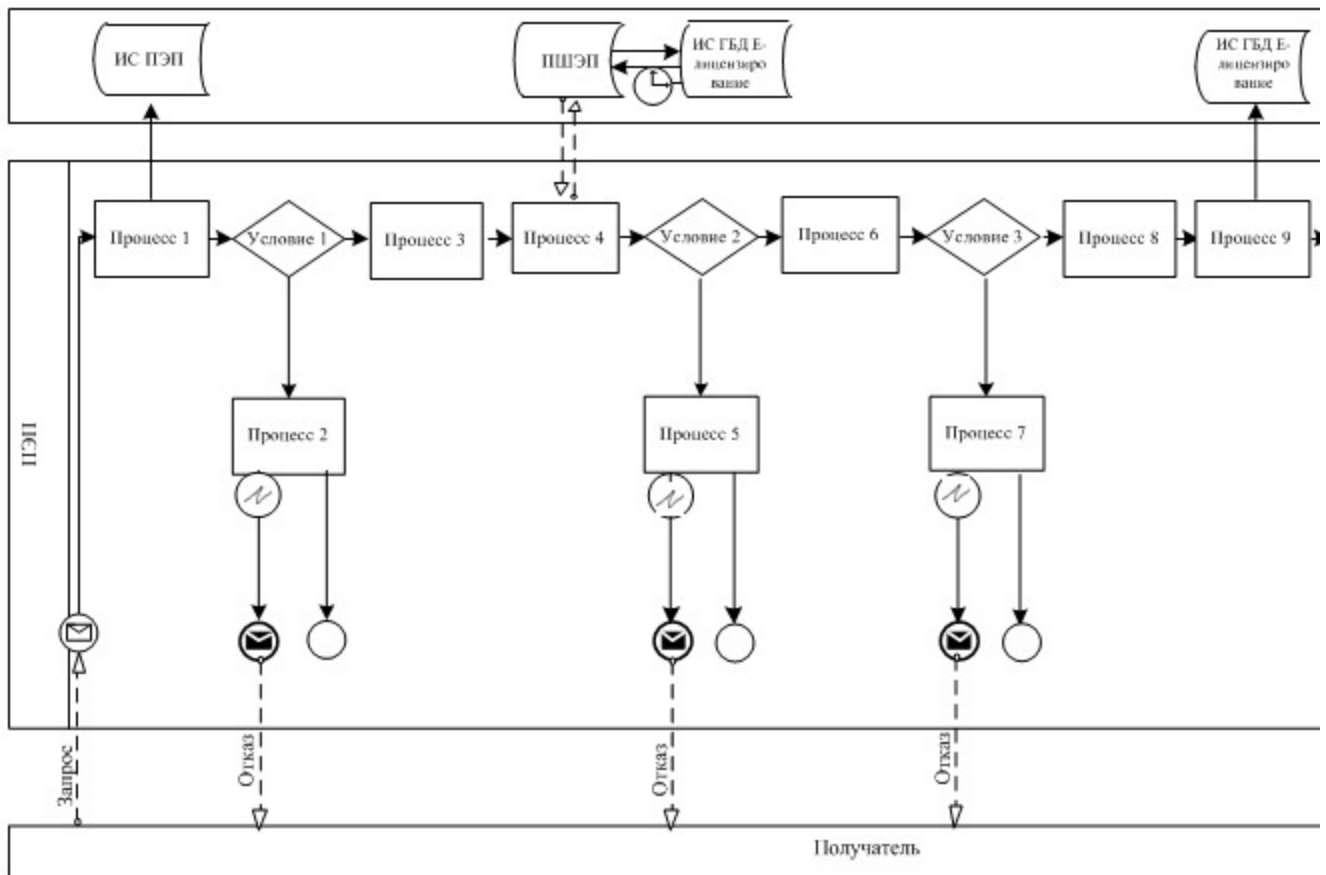 ИС ПЭП
ПШЭП
ИС ГБД Е-
лицензиро
вание
ИС ГБД Е-
лицензиро
вание
ПЭП
Процесс 1
Условие 1
Процесс 3
Процесс 4
Условие 2
Процесс 6
Условие 3
Процесс 8
Процесс 9
Процесс 2
Процесс 5
Процесс 7
Запрос
Отказ
Отказ
Отказ
Получатель